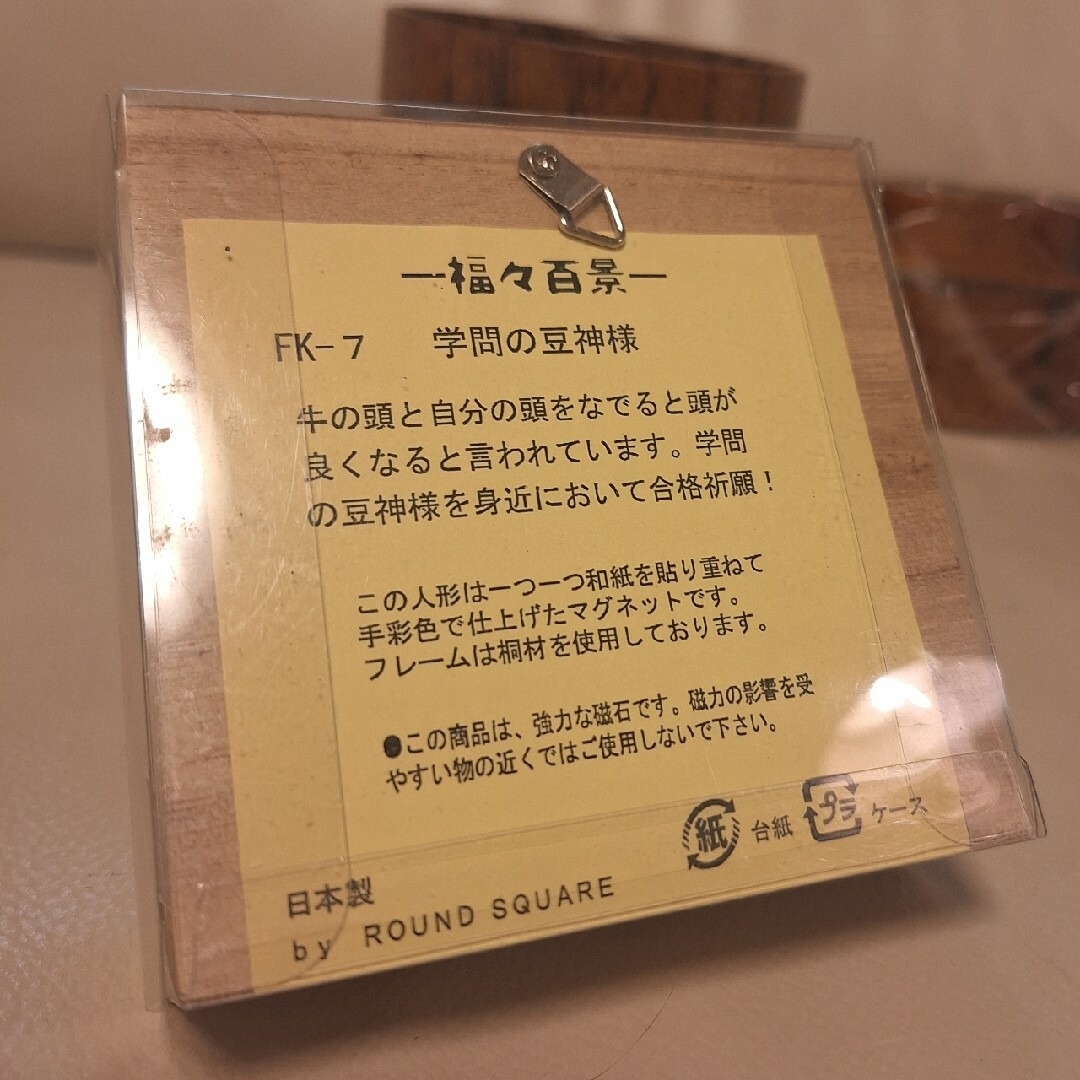 ―福々百景―
FK-7 学問の豆神様
牛の頭と自分の頭をなでると頭が
良くなると言われています。学問
の豆神様を身近において合格祈願！
この人形は一つ一つ和紙を貼り重ねて
手彩色で仕上げたマグネットです。
フレームは桐材を使用しております。
●この商品は、強力な磁石です。磁力の影響を受
やすい物の近くではご使用しないで下さい。
紙 台紙 プラ ケース
日本製
by ROUND SQUARE